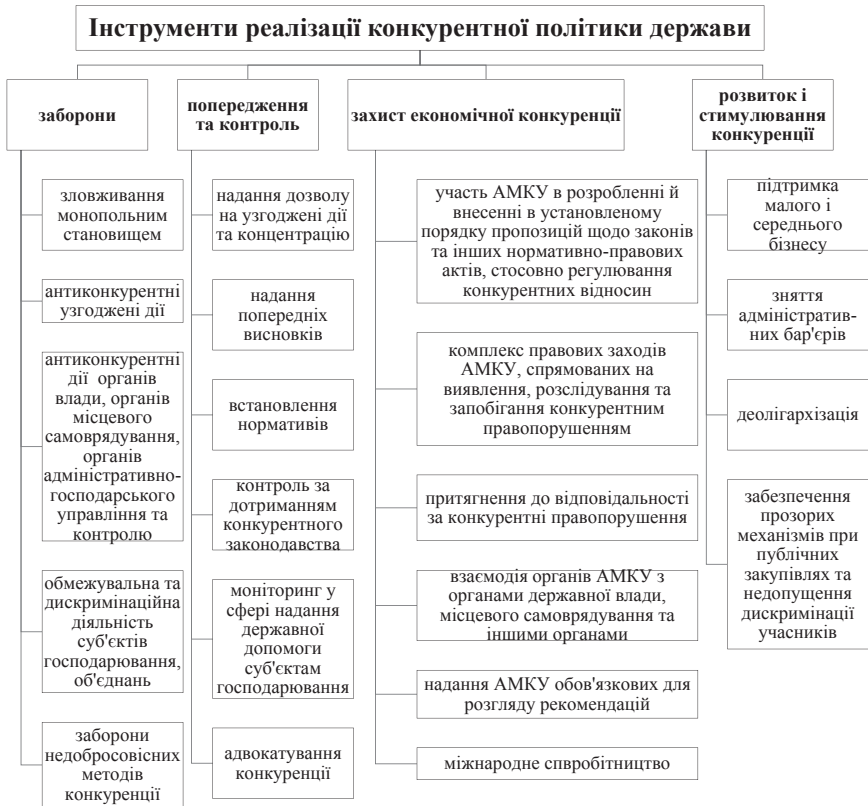 Інструменти реалізації конкурентної політики держави
заборони
зловживання
монопольним
становищем
антиконкурентні
узгоджені дії
антиконкурентні
дії органів
влади, органів
місцевого
самоврядування,
органів
адміністративно-
господарського
управління та
контролю
обмежувальна та
дискримінаційна
діяльність
суб'єктів
господарювання,
об'єднань
заборони
недобросовісних
методів
конкуренції
попередження
та контроль
надання дозволу
на узгоджені дії
та концентрацію
надання
попередніх
висновків
встановлення
нормативів
контроль за
дотриманням
конкурентного
законодавства
моніторинг у
сфері надання
державної
допомоги
суб'єктам
господарювання
адвокатування
конкуренції
захист економічної конкуренції
участь АМКУ в розробленні й
внесенні в установленому
порядку пропозицій щодо законів
та інших нормативно-правових
актів, стосовно регулювання
конкурентних відносин
комплекс правових заходів
АМКУ, спрямованих на
виявлення, розслідування та
запобігання конкурентним
правопорушенням
притягнення до відповідальності
за конкурентні правопорушення
взаємодія органів АМКУ з
органами державної влади,
місцевого самоврядування та
іншими органами
надання АМКУ обов'язкових для
розгляду рекомендацій
міжнародне спвробітництво
розвиток і
стимулювання
конкуренції
підтримка
малого і
середнього
бізнесу
зняття
адміністратив-
них бар'єрів
деолігархізація
забезпечення
прозорих
механізмів при
публічних
закупівлях та
недопущення
дискримінації
учасників